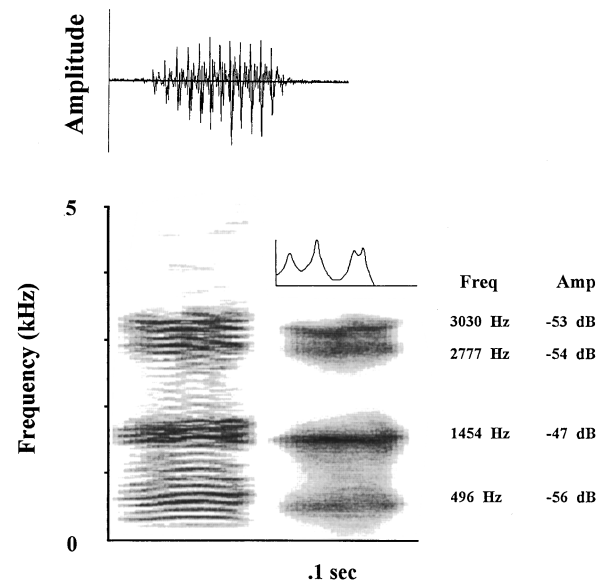 Amplitude
5
Frequency (kHz)
0
.1 sec
Freq Amp
3030 Hz -53 dB
2777 Hz -54 dB
1454 Hz -47 dB
496 Hz -56 dB